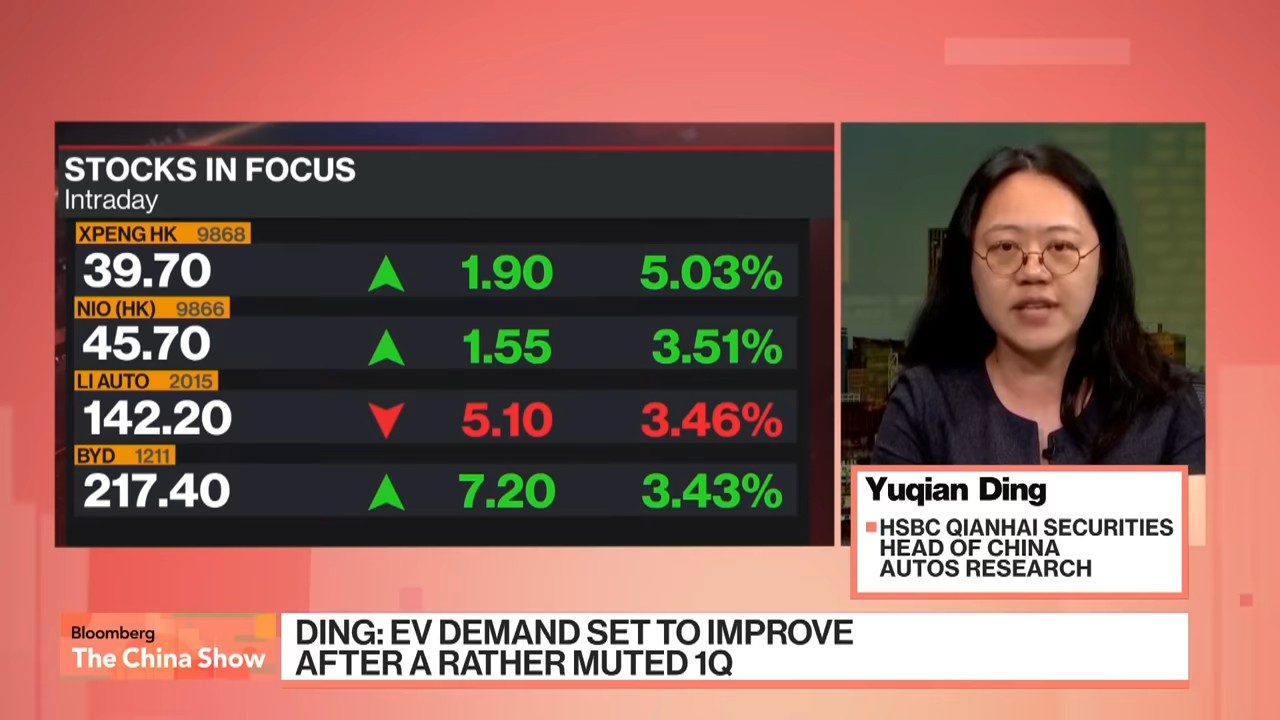 STOCKS IN FOCUS
Intraday
XPENG HK 9868
39.70 1.90 5.03%
NIO (HK) 9866
45.70 1.55 3.51%
LI AUTO 2015
142.20 5.10 3.46%
BYD 1211
217.40 7.20 3.43%
Yuqian Ding
HSBC QIANHAI SECURITIES
HEAD OF CHINA
AUTOS RESEARCH
Bloomberg
The China Show
DING: EV DEMAND SET TO IMPROVE
AFTER A RATHER MUTED 1Q